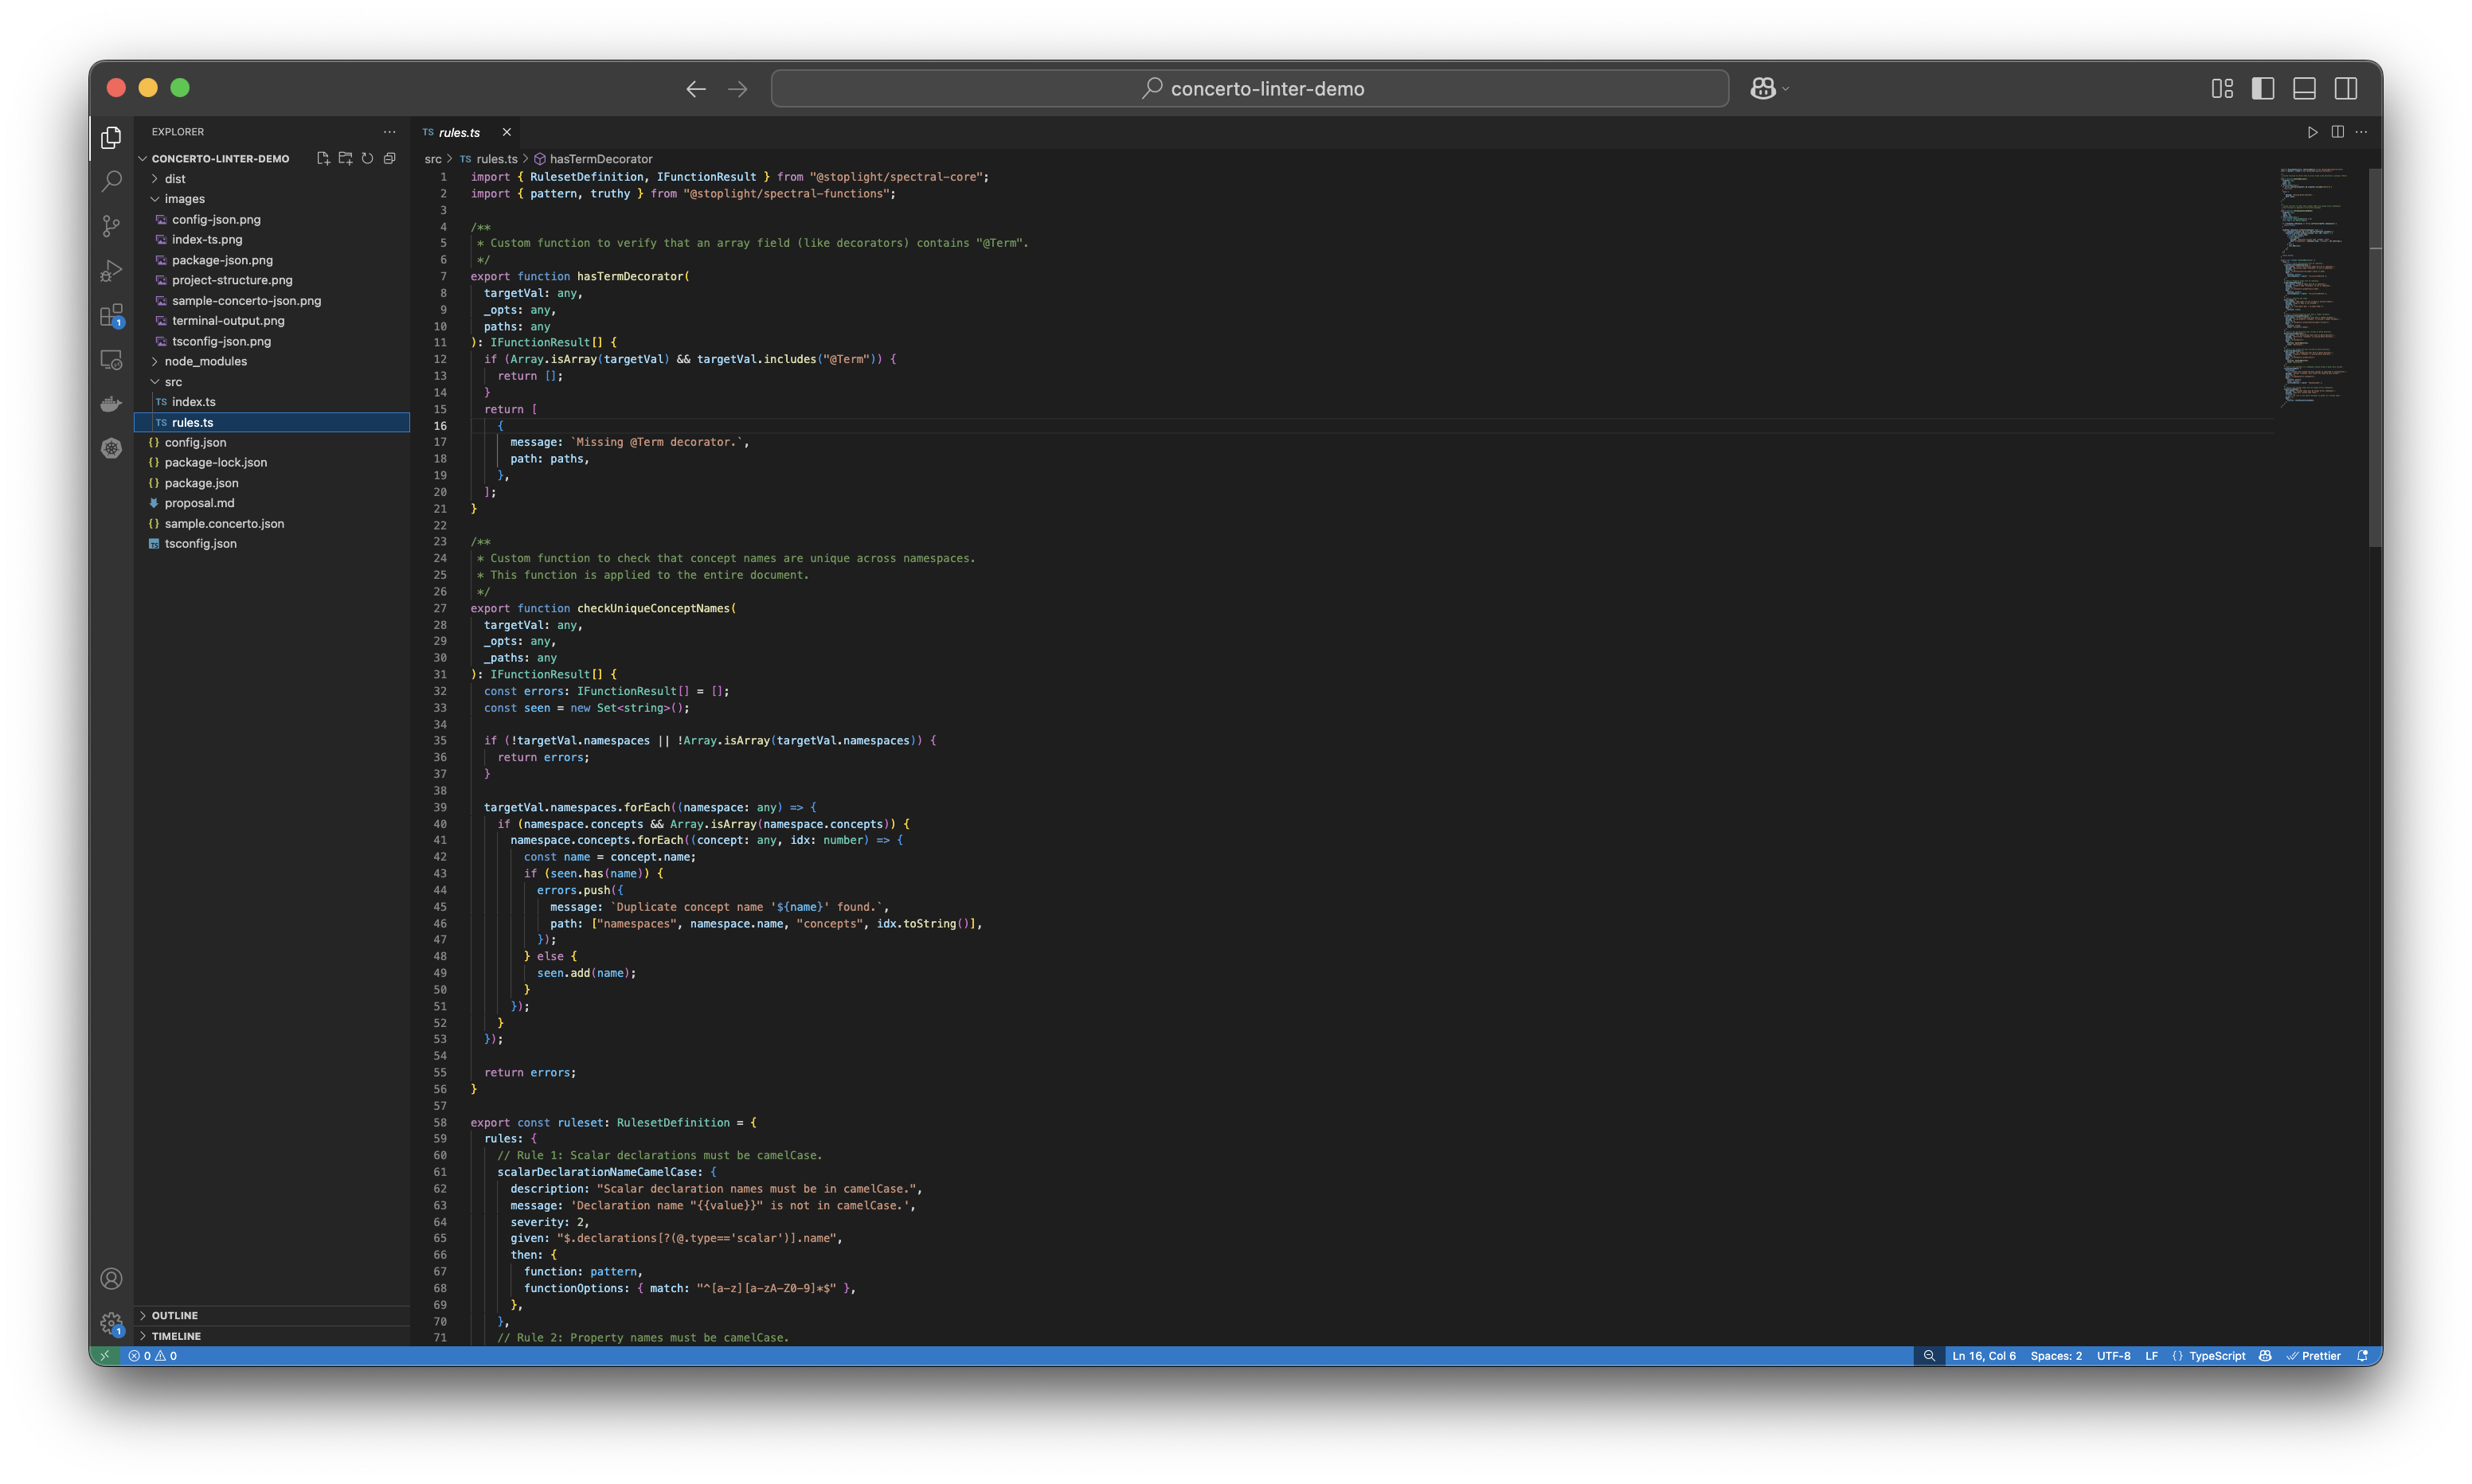 concerto-linter-demo
EXPLORER
CONCERTO-LINTER-DEMO
dist
images
config-json.png
index-ts.png
package-json.png
project-structure.png
sample-concerto-json.png
terminal-output.png
tsconfig-json.png
node_modules
src
TS index.ts
TS rules.ts
{} config.json
{} package-lock.json
{} package.json
proposal.md
{} sample.concerto.json
TS tsconfig.json
OUTLINE
TIMELINE
1
1
TS rules.ts
src > TS rules.ts > hasTermDecorator
1 import { RulesetDefinition, IFunctionResult } from "@stoplight/spectral-core";
2 import { pattern, truthy } from "@stoplight/spectral-functions";
3
4 /**
5  * Custom function to verify that an array field (like decorators) contains "@Term".
6  */
7 export function hasTermDecorator(
8   targetVal: any,
9   _opts: any,
10   paths: any
11 ): IFunctionResult[] {
12   if (Array.isArray(targetVal) && targetVal.includes("@Term")) {
13     return [];
14   }
15   return [
16     {
17       message: `Missing @Term decorator.`,
18       path: paths,
19     },
20   ];
21 }
22
23 /**
24  * Custom function to check that concept names are unique across namespaces.
25  * This function is applied to the entire document.
26  */
27 export function checkUniqueConceptNames(
28   targetVal: any,
29   _opts: any,
30   _paths: any
31 ): IFunctionResult[] {
32   const errors: IFunctionResult[] = [];
33   const seen = new Set<string>();
34
35   if (!targetVal.namespaces || !Array.isArray(targetVal.namespaces)) {
36     return errors;
37   }
38
39   targetVal.namespaces.forEach((namespace: any) => {
40     if (namespace.concepts && Array.isArray(namespace.concepts)) {
41       namespace.concepts.forEach((concept: any, idx: number) => {
42         const name = concept.name;
43         if (seen.has(name)) {
44           errors.push({
45             message: `Duplicate concept name '${name}' found.`,
46             path: ["namespaces", namespace.name, "concepts", idx.toString()],
47           });
48         } else {
49           seen.add(name);
50         }
51       });
52     }
53   });
54
55   return errors;
56 }
57
58 export const ruleset: RulesetDefinition = {
59   rules: {
60     // Rule 1: Scalar declarations must be camelCase.
61     scalarDeclarationNameCamelCase: {
62       description: "Scalar declaration names must be in camelCase.",
63       message: 'Declaration name "{{value}}" is not in camelCase.',
64       severity: 2,
65       given: "$.declarations[?(@.type=='scalar')].name",
66       then: {
67         function: pattern,
68         functionOptions: { match: "^[a-z][a-zA-Z0-9]*$" },
69       },
70     },
71     // Rule 2: Property names must be camelCase.
0 0
Ln 16, Col 6 Spaces: 2 UTF-8 LF {} TypeScript Prettier